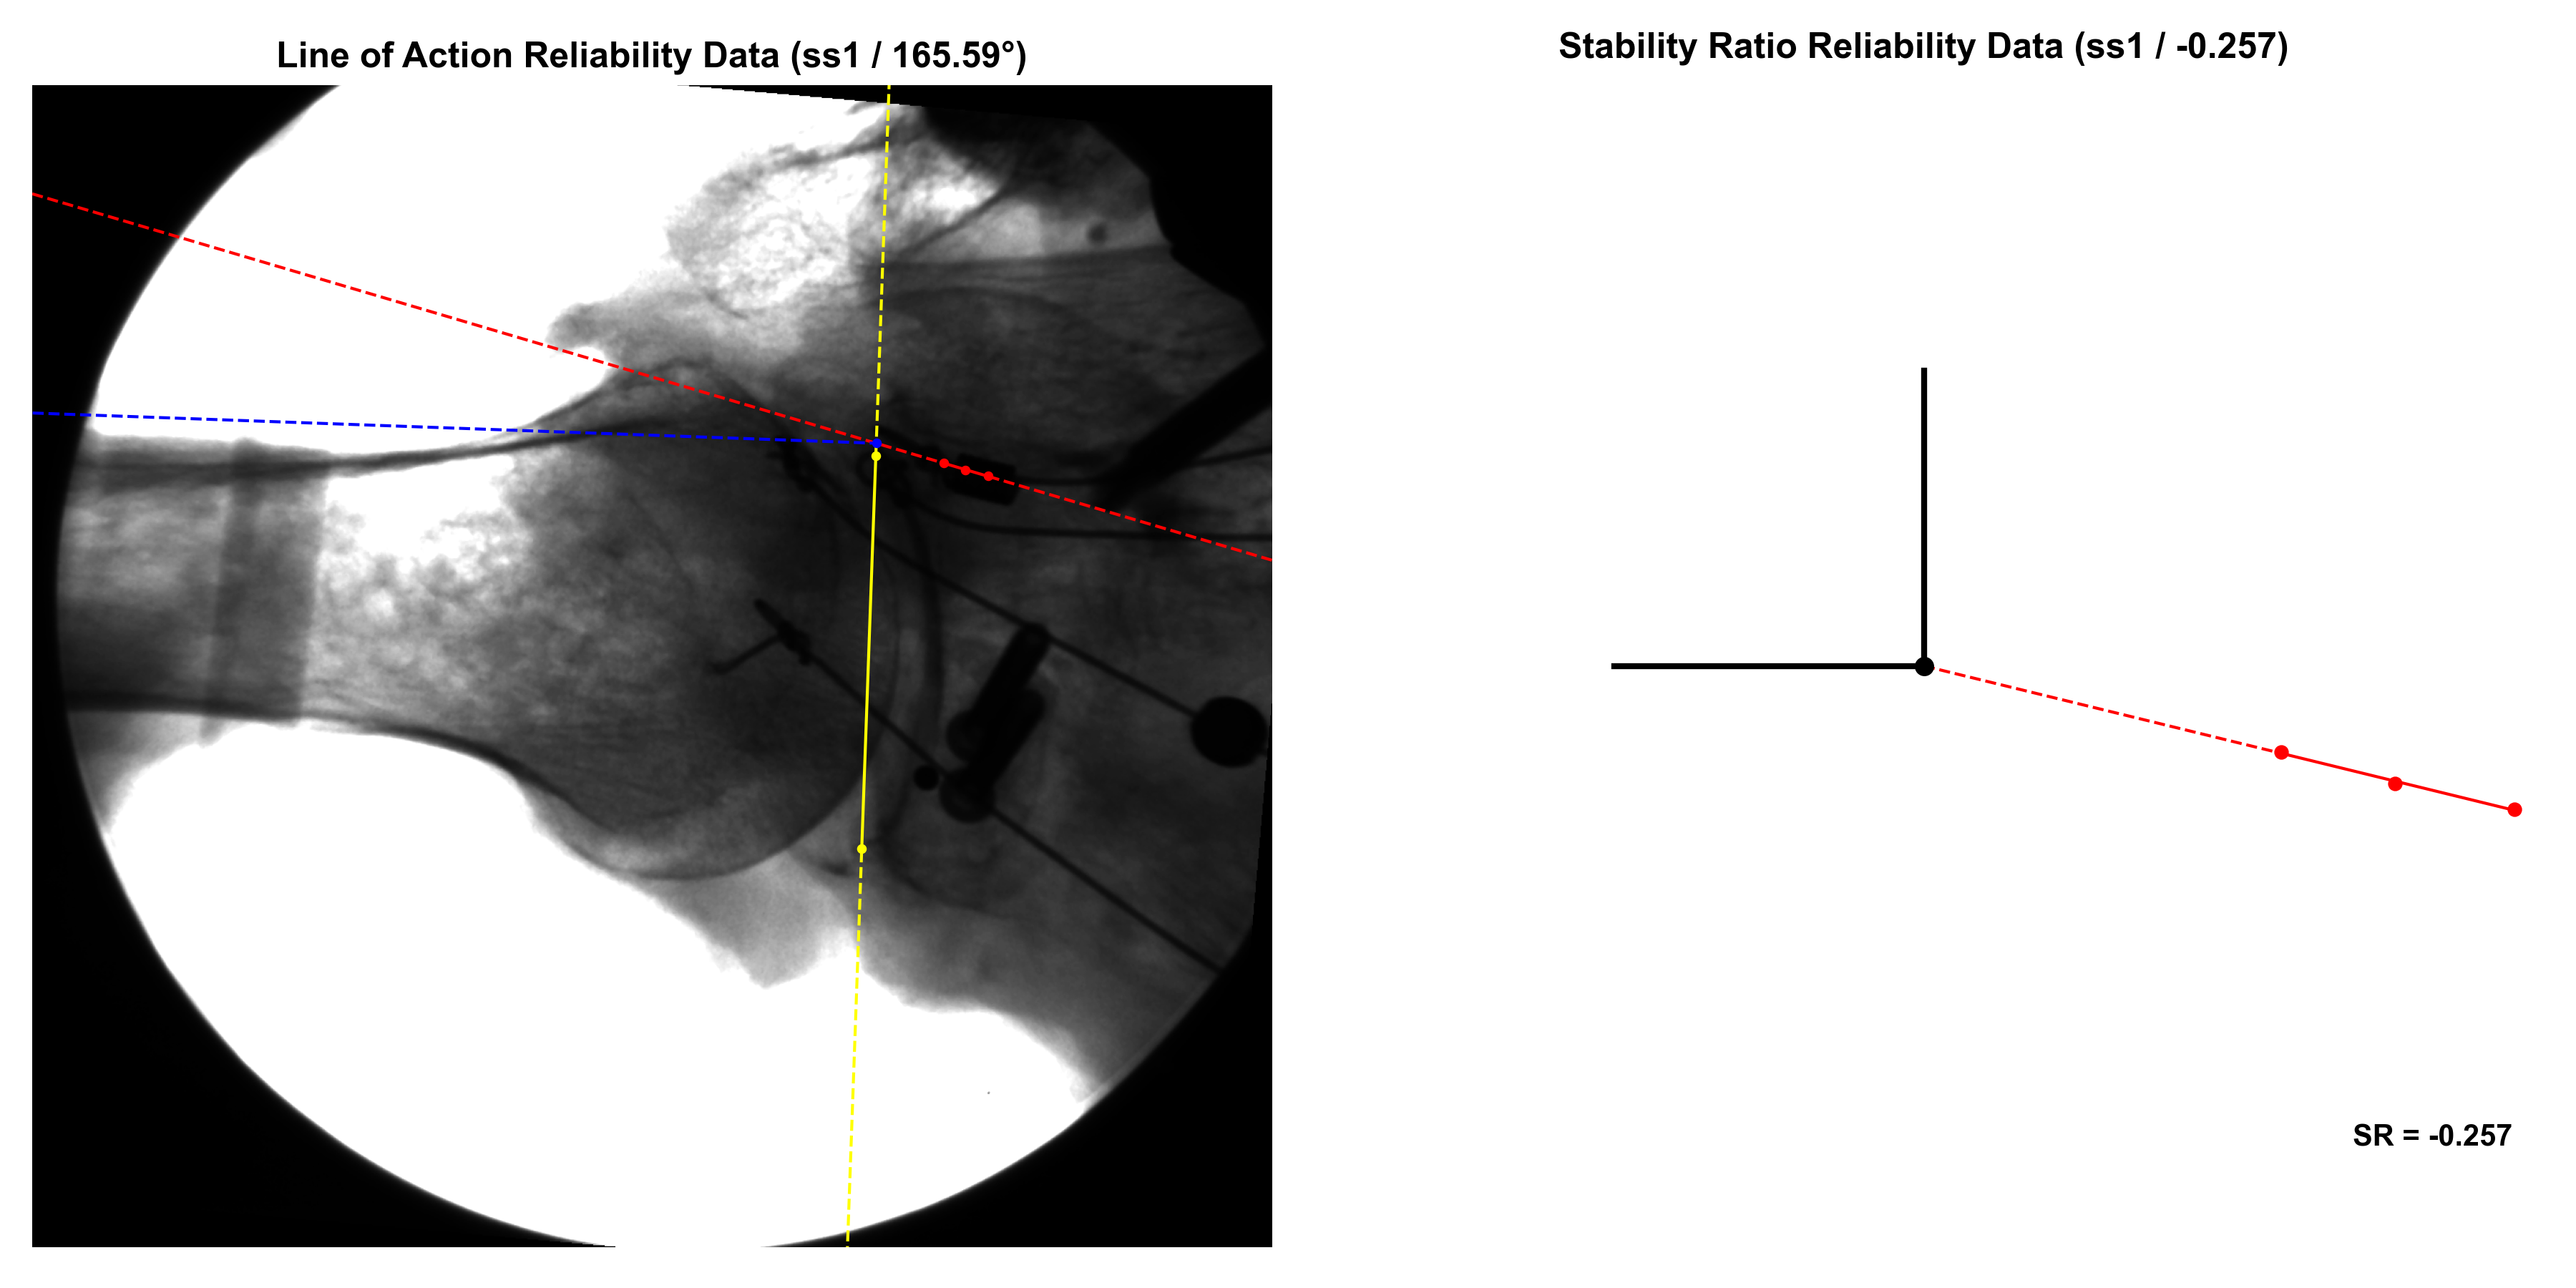 Line of Action Reliability Data (ss1 / 165.59°)
Stability Ratio Reliability Data (ss1 / -0.257)
SR = -0.257